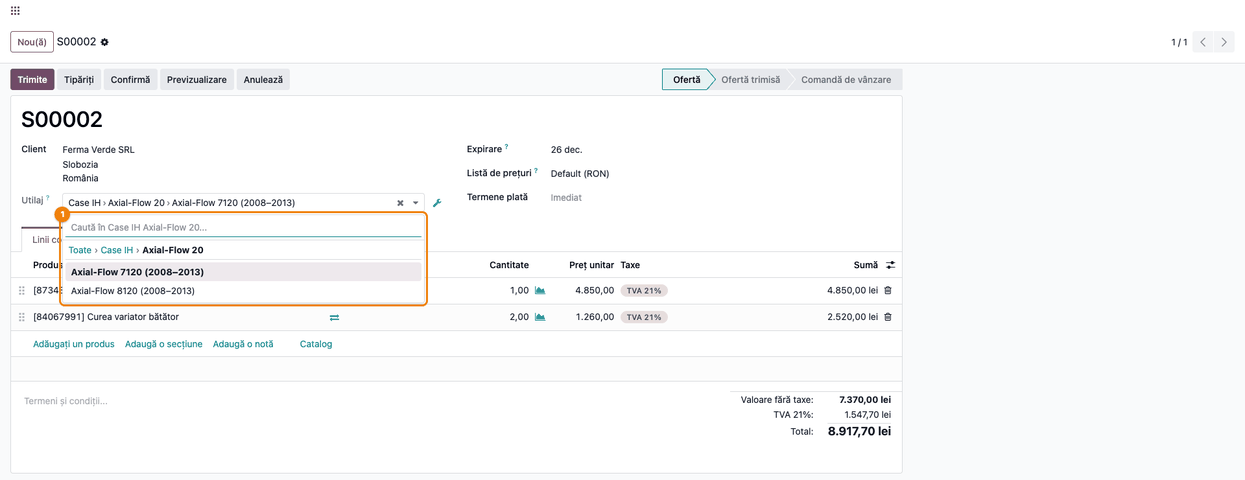 Nou(ă) S00002 1 / 1
Trimite Tipăriți Confirmă Previzualizare Anulează Ofertă Ofertă trimisă Comandă de vânzare
S00002
Client Ferma Verde SRL Expirare ? 26 dec.
Slobozia
România Listă de prețuri ? Default (RON)
Utilaj ? Case IH › Axial-Flow 20 › Axial-Flow 7120 (2008–2013) Termene plată Imediat
1
Caută în Case IH Axial-Flow 20...
Linii co
Toate › Case IH › Axial-Flow 20
Produs Cantitate Preț unitar Taxe Sumă
Axial-Flow 7120 (2008–2013)
Axial-Flow 8120 (2008–2013)
1,00 4.850,00 TVA 21% 4.850,00 lei
[84067991] Curea variator bătător 2,00 1.260,00 TVA 21% 2.520,00 lei
Adăugați un produs Adaugă o secțiune Adaugă o notă Catalog
Termeni și condiții... Valoare fără taxe: 7.370,00 lei
TVA 21%: 1.547,70 lei
Total: 8.917,70 lei